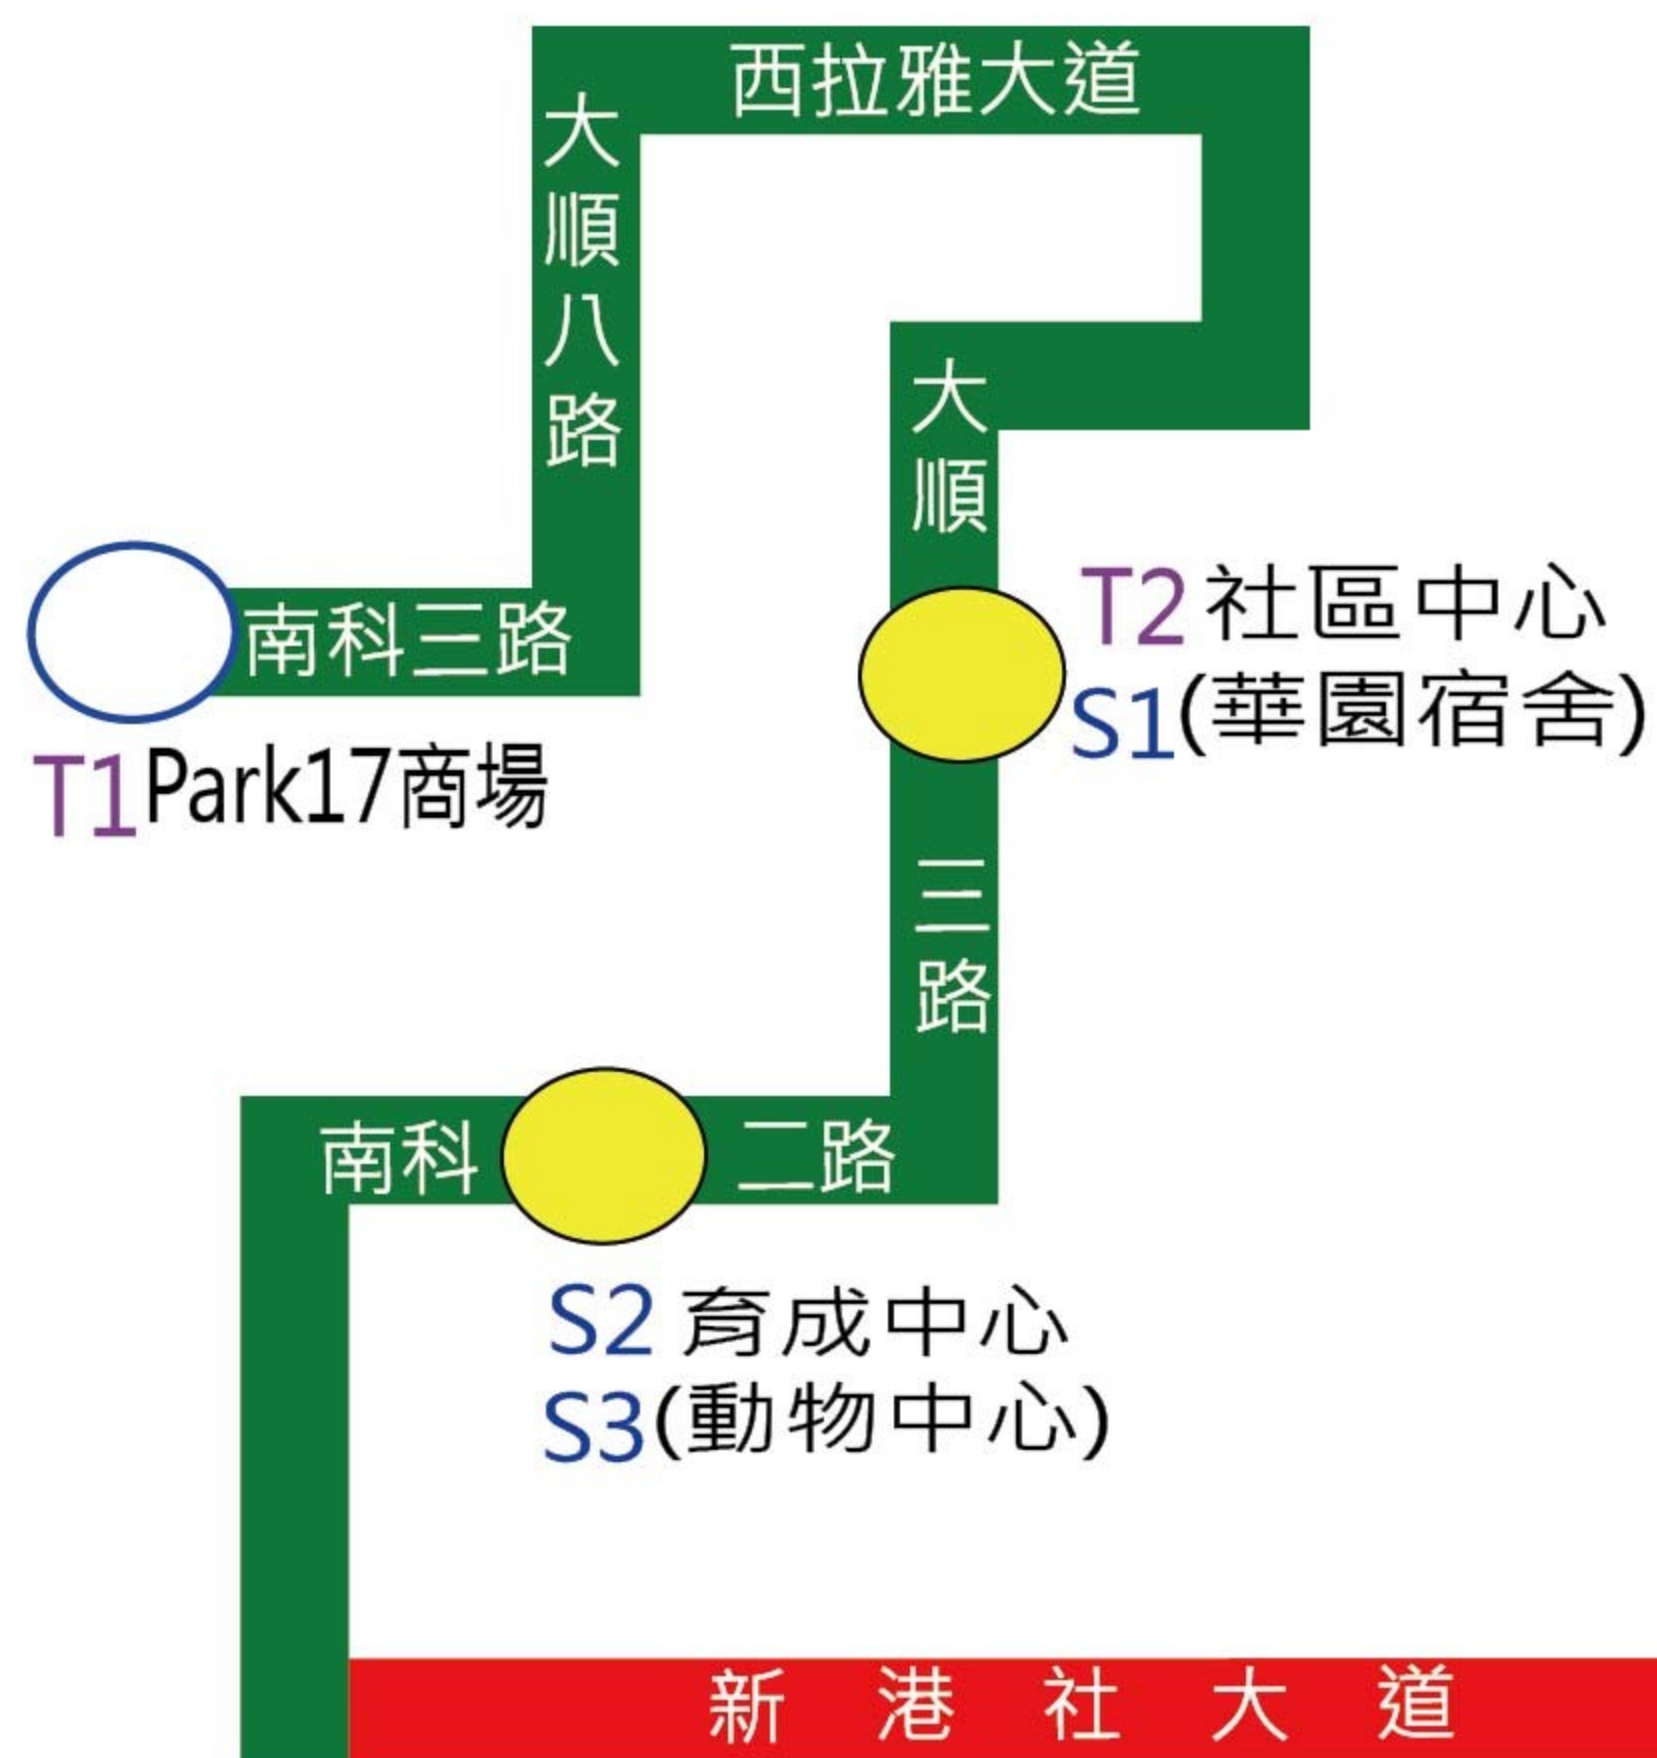 西拉雅大道
大順八路
大順三路
南科三路
T1 Park17商場
T2 社區中心
S1(華園宿舍)
南科二路
S2 育成中心
S3(動物中心)
新港社大道